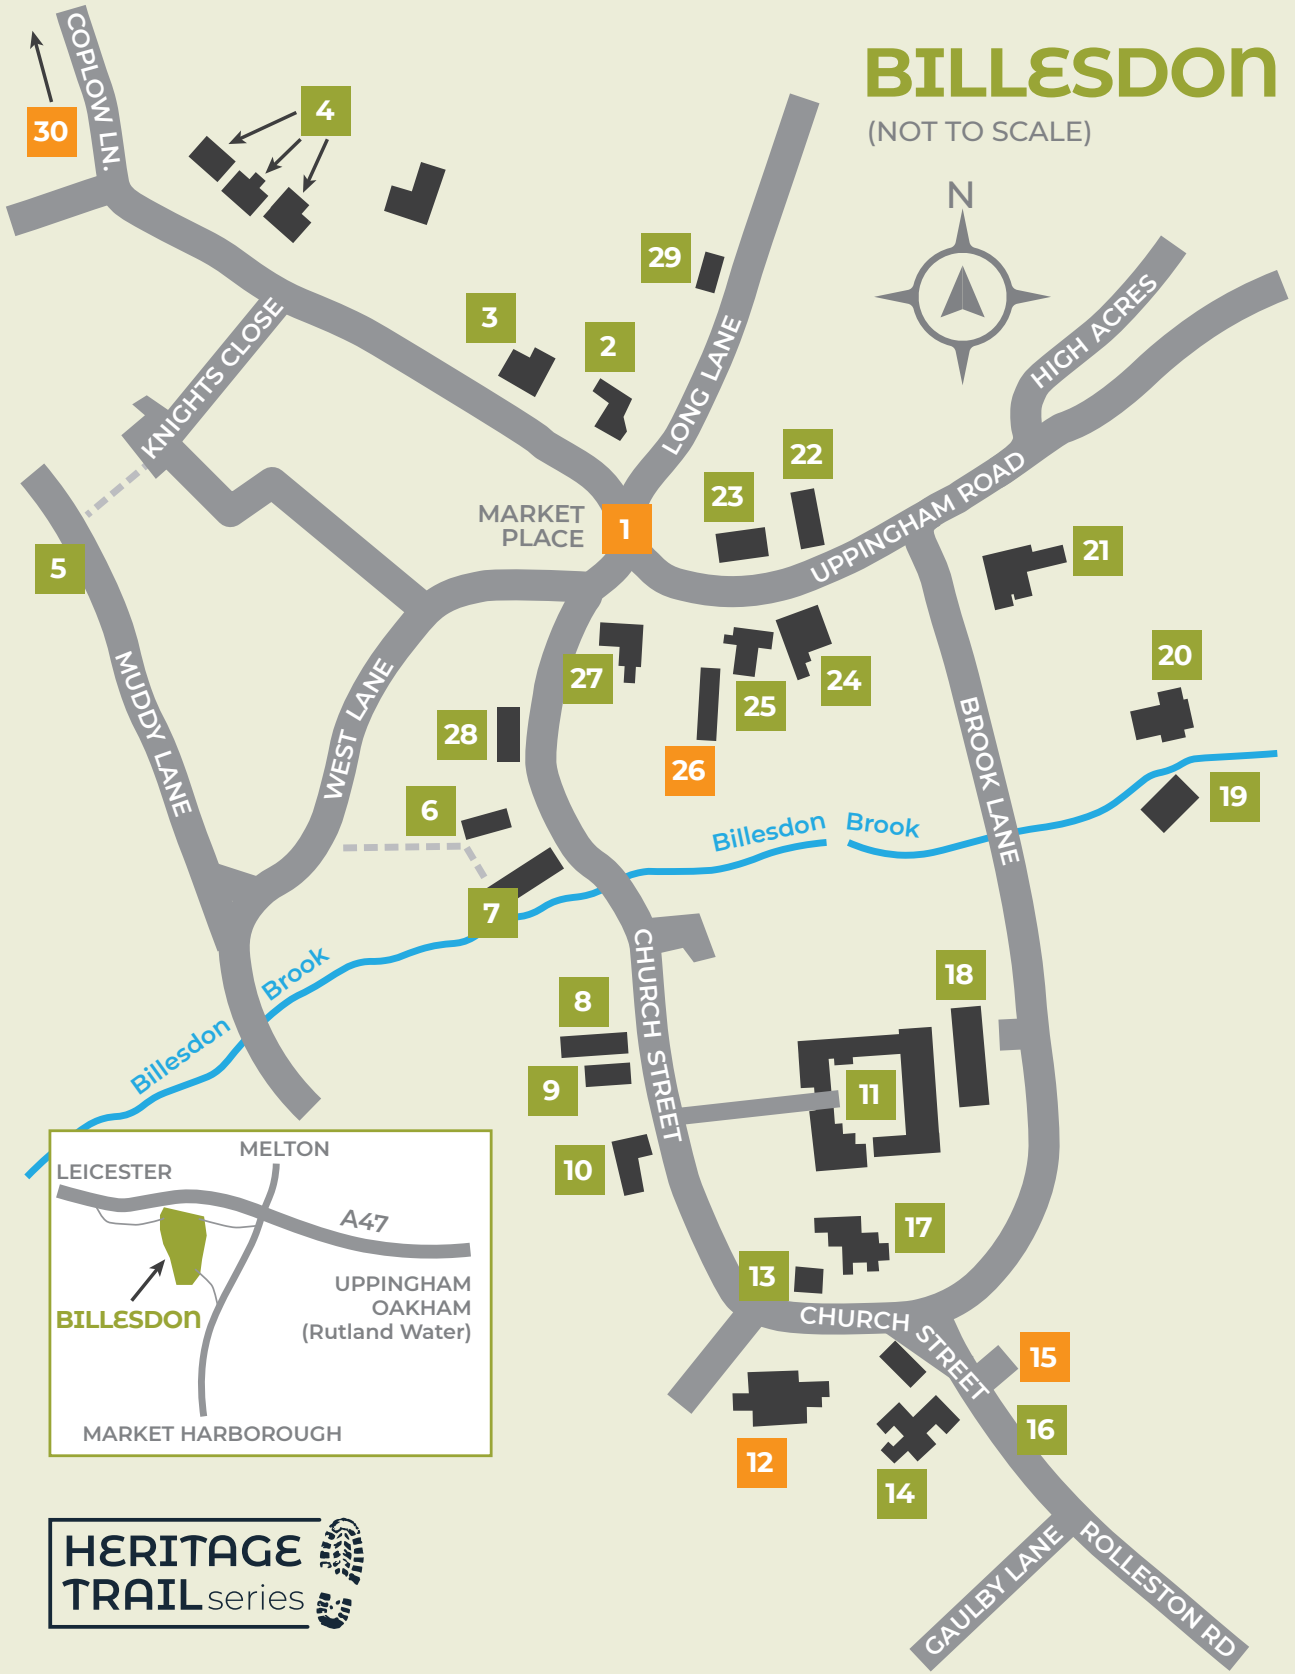 BILLESDON
(NOT TO SCALE)
N
COPLOW LN.
30
4
29
3
2
LONG LANE
HIGH ACRES
KNIGHTS CLOSE
22
23
MARKET
PLACE
1
UPPINGHAM ROAD
21
5
20
27
24
25
28
26
MUDDY LANE
WEST LANE
BROOK LANE
19
6
Billesdon Brook
7
CHURCH STREET
Billesdon Brook
18
8
9
11
10
17
13
CHURCH STREET
15
16
12
14
GAULBY LANE
ROLLESTON RD
MELTON
LEICESTER
A47
UPPINGHAM
OAKHAM
(Rutland Water)
BILLESDON
MARKET HARBOROUGH
HERITAGE
TRAIL series